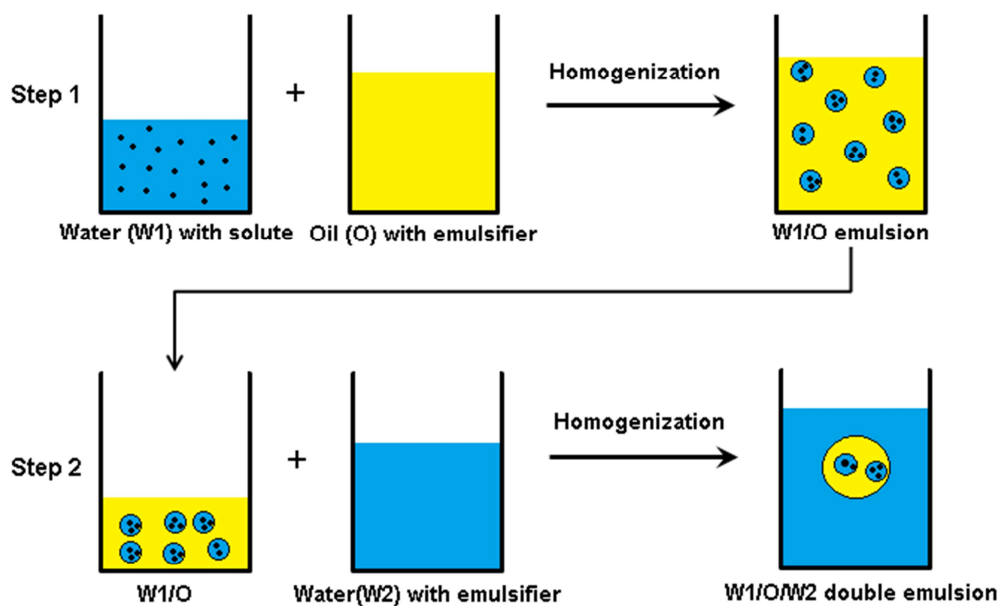 Step 1
+
Homogenization
Water (W1) with solute
Oil (O) with emulsifier
W1/O emulsion
Step 2
+
Homogenization
W1/O
Water(W2) with emulsifier
W1/O/W2 double emulsion